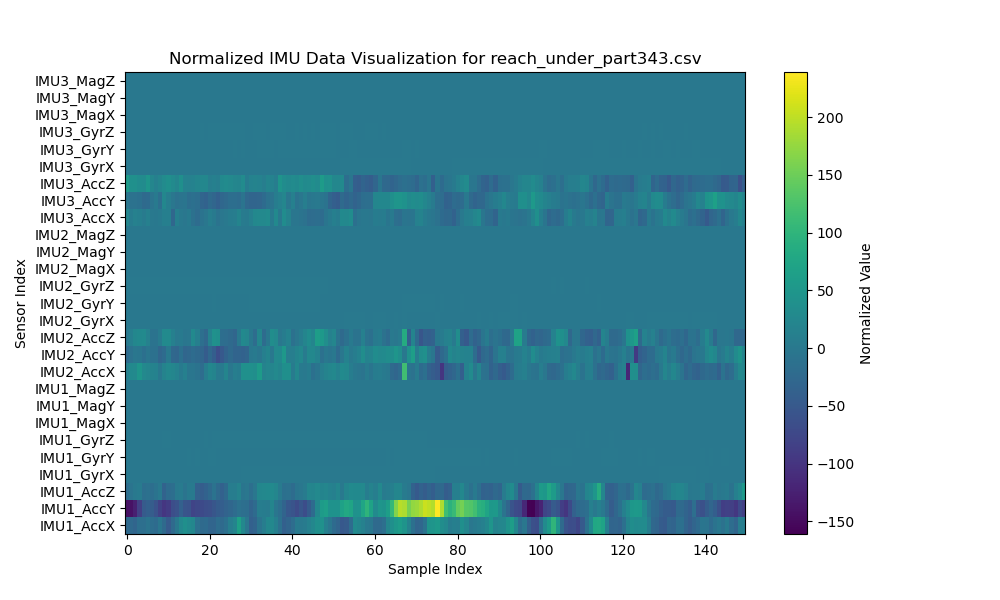 Normalized IMU Data Visualization for reach_under_part343.csv
IMU3_MagZ
IMU3_MagY
IMU3_MagX
IMU3_GyrZ
IMU3_GyrY
IMU3_GyrX
IMU3_AccZ
IMU3_AccY
IMU3_AccX
IMU2_MagZ
IMU2_MagY
IMU2_MagX
IMU2_GyrZ
IMU2_GyrY
IMU2_GyrX
IMU2_AccZ
IMU2_AccY
IMU2_AccX
IMU1_MagZ
IMU1_MagY
IMU1_MagX
IMU1_GyrZ
IMU1_GyrY
IMU1_GyrX
IMU1_AccZ
IMU1_AccY
IMU1_AccX
Sensor Index
0 20 40 60 80 100 120 140
Sample Index
200
150
100
50
0
−50
−100
−150
Normalized Value